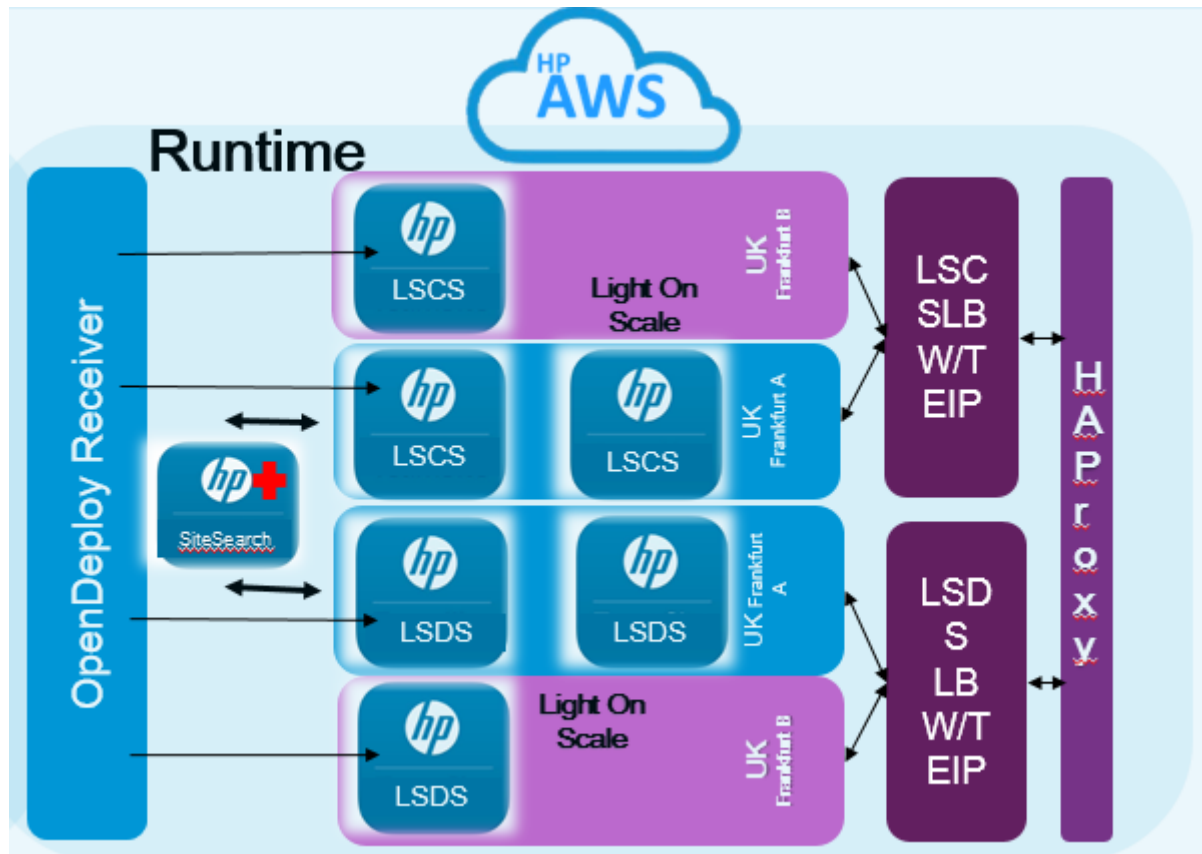 HP
AWS
Runtime
OpenDeploy Receiver
hp
LSCS
Light On
Scale
UK
Frankfurt B
hp
LSCS
hp
LSCS
UK
Frankfurt A
hp
SiteSearch
hp
LSDS
hp
LSDS
UK Frankfurt
A
hp
LSDS
Light On
Scale
UK
Frankfurt B
LSC
SLB
W/T
EIP
LSD
S
LB
W/T
EIP
HAProxy